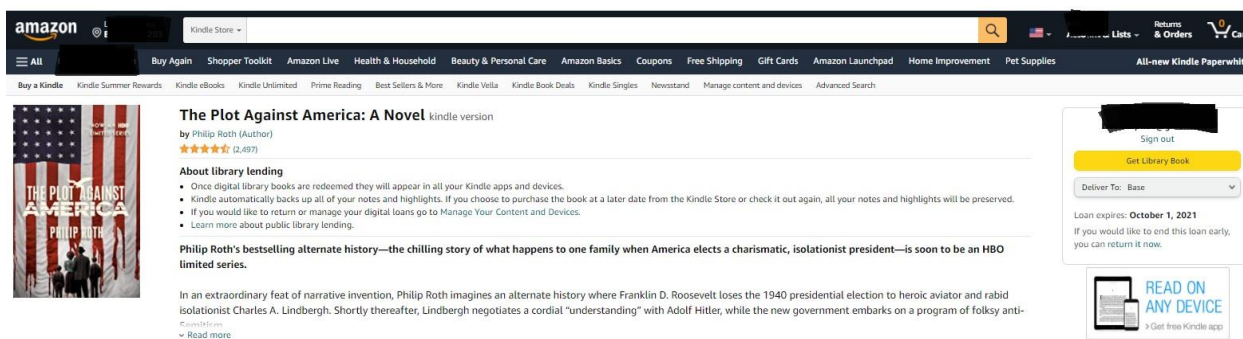 amazon
Kindle Store
Returns
Lists & Orders
0
☰ All Buy Again Shopper Toolkit Amazon Live Health & Household Beauty & Personal Care Amazon Basics Coupons Free Shipping Gift Cards Amazon Launchpad Home Improvement Pet Supplies All-new Kindle Paperwhit
Buy a Kindle Kindle Summer Rewards Kindle eBooks Kindle Unlimited Prime Reading Best Sellers & More Kindle Vella Kindle Book Deals Kindle Singles Newsstand Manage content and devices Advanced Search
NOW AN HBO
LIMITED SERIES
THE PLOT AGAINST
AMERICA
PHILIP ROTH
The Plot Against America: A Novel kindle version
by Philip Roth (Author)
(2,497)
About library lending
• Once digital library books are redeemed they will appear in all your Kindle apps and devices.
• Kindle automatically backs up all of your notes and highlights. If you choose to purchase the book at a later date from the Kindle Store or check it out again, all your notes and highlights will be preserved.
• If you would like to return or manage your digital loans go to Manage Your Content and Devices.
• Learn more about public library lending.
Philip Roth's bestselling alternate history—the chilling story of what happens to one family when America elects a charismatic, isolationist president—is soon to be an HBO
limited series.
In an extraordinary feat of narrative invention, Philip Roth imagines an alternate history where Franklin D. Roosevelt loses the 1940 presidential election to heroic aviator and rabid
isolationist Charles A. Lindbergh. Shortly thereafter, Lindbergh negotiates a cordial "understanding" with Adolf Hitler, while the new government embarks on a program of folksy anti-
Semitism
Read more
Sign out
Get Library Book
Deliver To: Base
Loan expires: October 1, 2021
If you would like to end this loan early,
you can return it now.
READ ON
ANY DEVICE
› Get free Kindle app